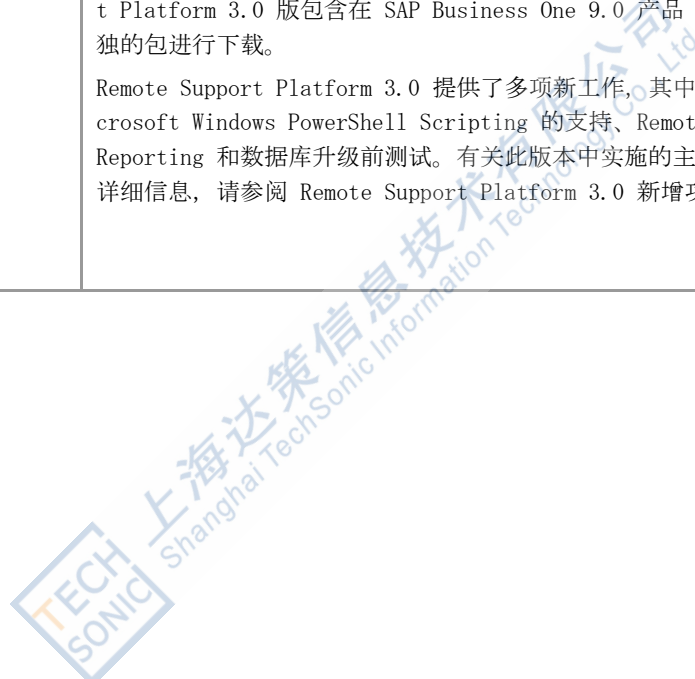 t Platform 3.0 版包含在 SAP Business One 9.0 产品
独的包进行下载。
Remote Support Platform 3.0 提供了多项新工作, 其中
crosoft Windows PowerShell Scripting 的支持、Remot
Reporting 和数据库升级前测试。有关此版本中实施的主
详细信息, 请参阅 Remote Support Platform 3.0 新增
上海达策信息技术有限公司
Shanghai TechSonic Information Technology Co. Ltd
TECH
SONIC